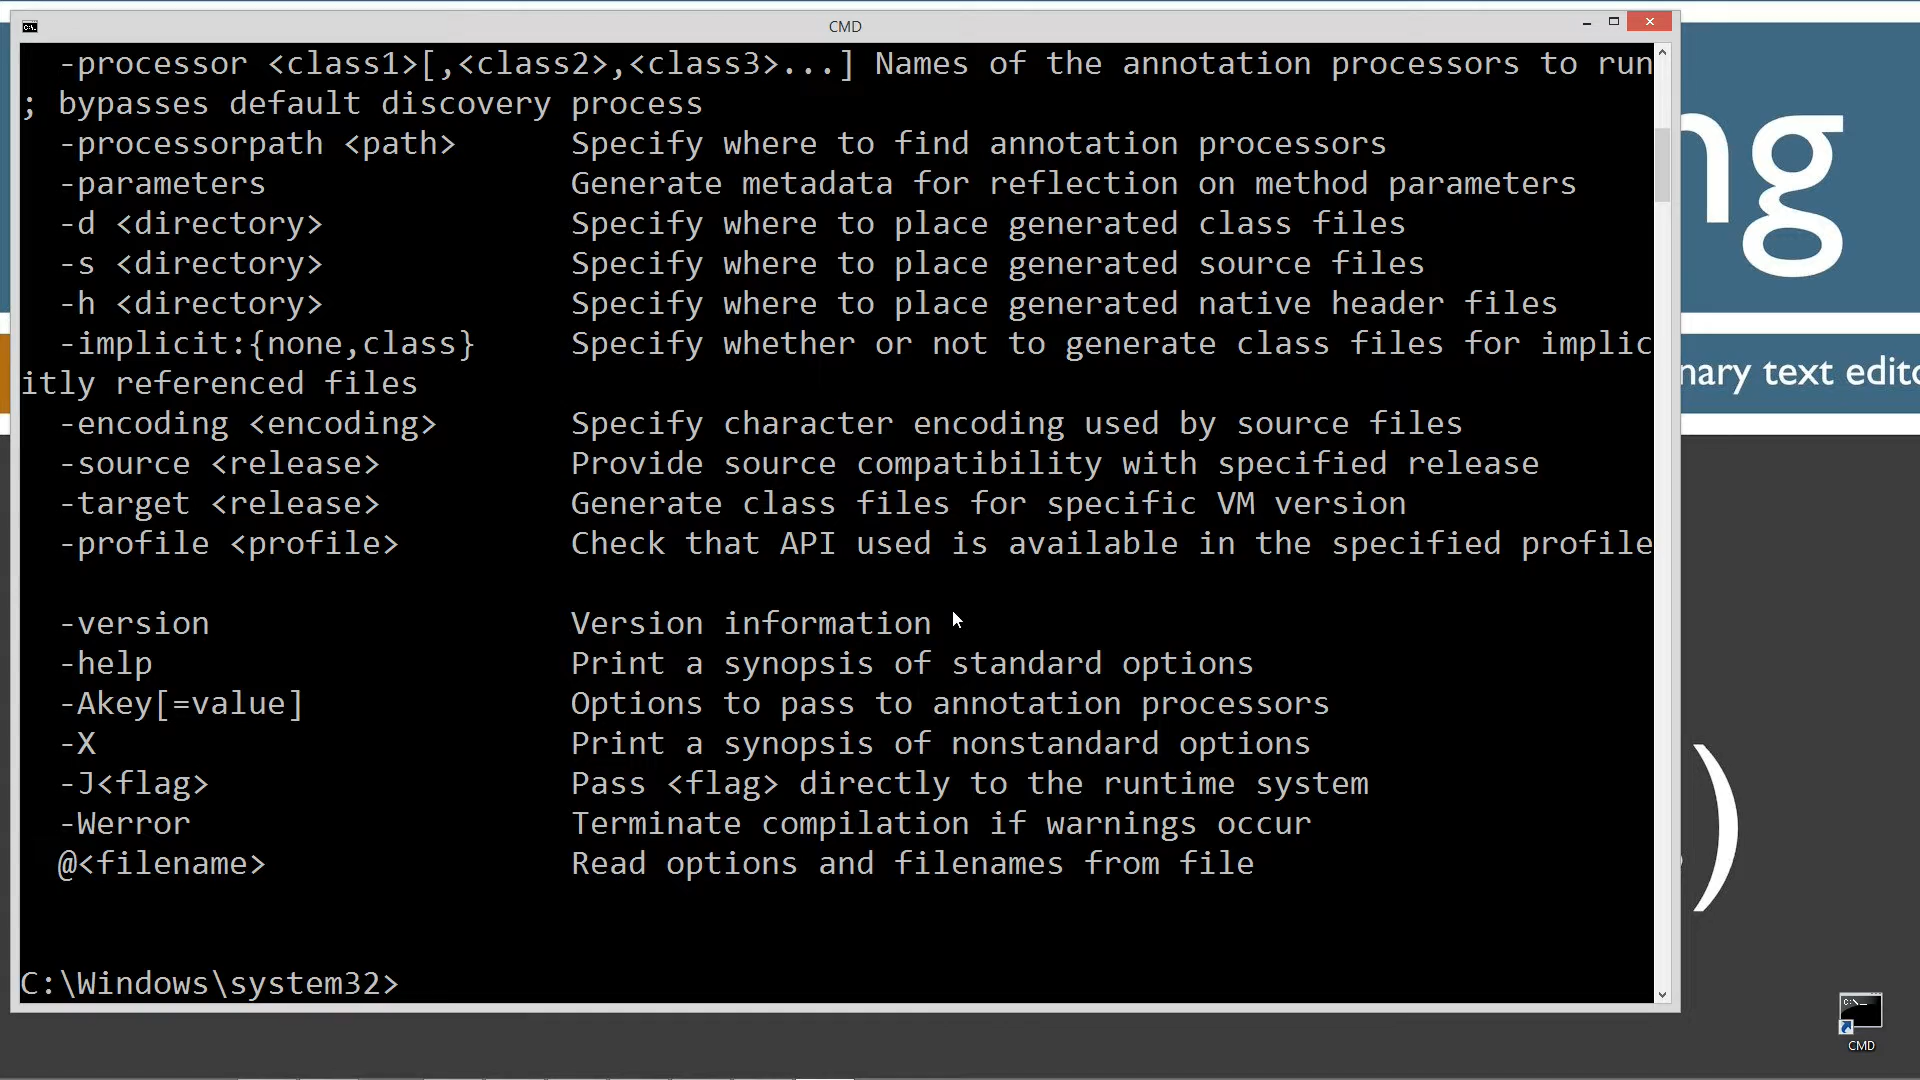 CMD
-processor <class1>[,<class2>,<class3>...] Names of the annotation processors to run
; bypasses default discovery process
-processorpath <path> Specify where to find annotation processors
-parameters Generate metadata for reflection on method parameters
-d <directory> Specify where to place generated class files
-s <directory> Specify where to place generated source files
-h <directory> Specify where to place generated native header files
-implicit:{none,class} Specify whether or not to generate class files for implic
itly referenced files
-encoding <encoding> Specify character encoding used by source files
-source <release> Provide source compatibility with specified release
-target <release> Generate class files for specific VM version
-profile <profile> Check that API used is available in the specified profile
-version Version information
-help Print a synopsis of standard options
-Akey[=value] Options to pass to annotation processors
-X Print a synopsis of nonstandard options
-J<flag> Pass <flag> directly to the runtime system
-Werror Terminate compilation if warnings occur
@<filename> Read options and filenames from file
C:\Windows\system32>
ng
nary text edito
)
CMD